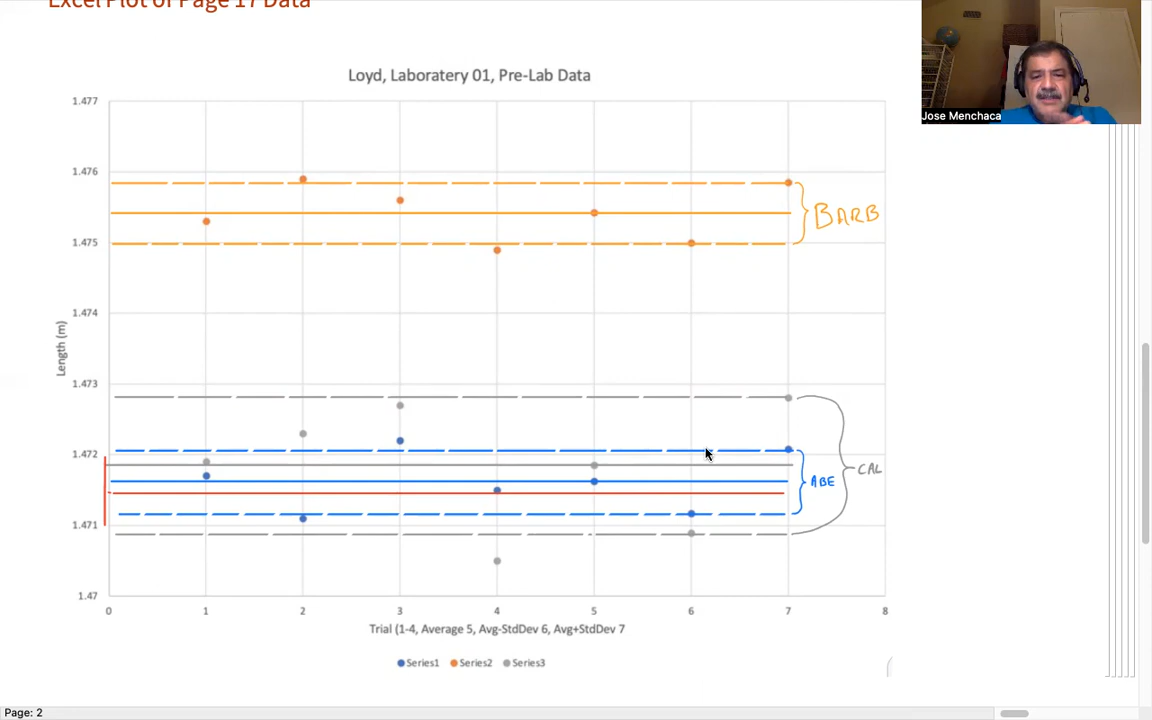 Excel Plot of Page 17 Data
Jose Menchaca
Loyd, Laboratery 01, Pre-Lab Data
1.477
1.476
1.475
1.474
1.473
1.472
1.471
1.47
Length (m)
BARB
CAL
ABE
0 1 2 3 4 5 6 7 8
Trial (1-4, Average 5, Avg-StdDev 6, Avg+StdDev 7
Series1 Series2 Series3
Page: 2